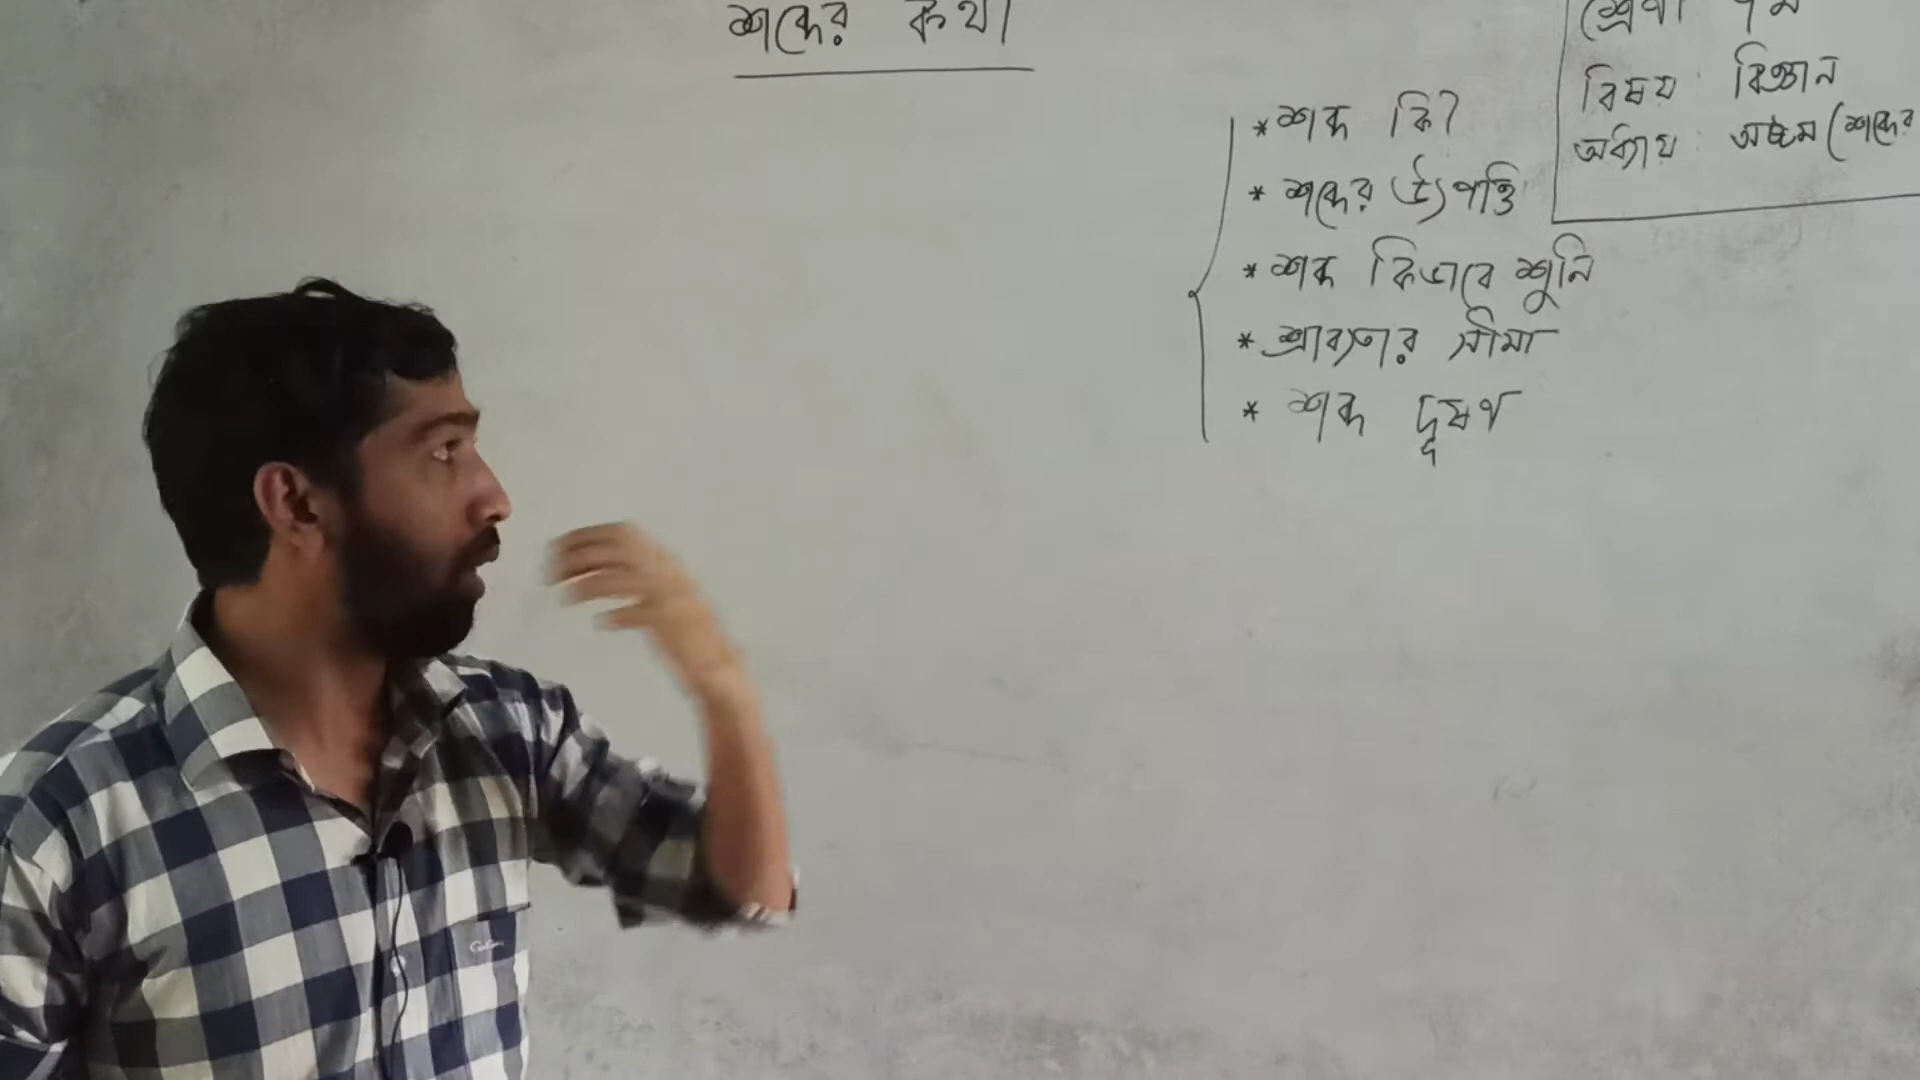 শব্দের কথা
শ্রেণী ৭ম
বিষয় : বিজ্ঞান
অধ্যায় : অষ্টম (শব্দের
* শব্দ কি?
* শব্দের উৎপত্তি
* শব্দ কিভাবে শুনি
* শ্রাব্যতার সীমা
* শব্দ দূষণ